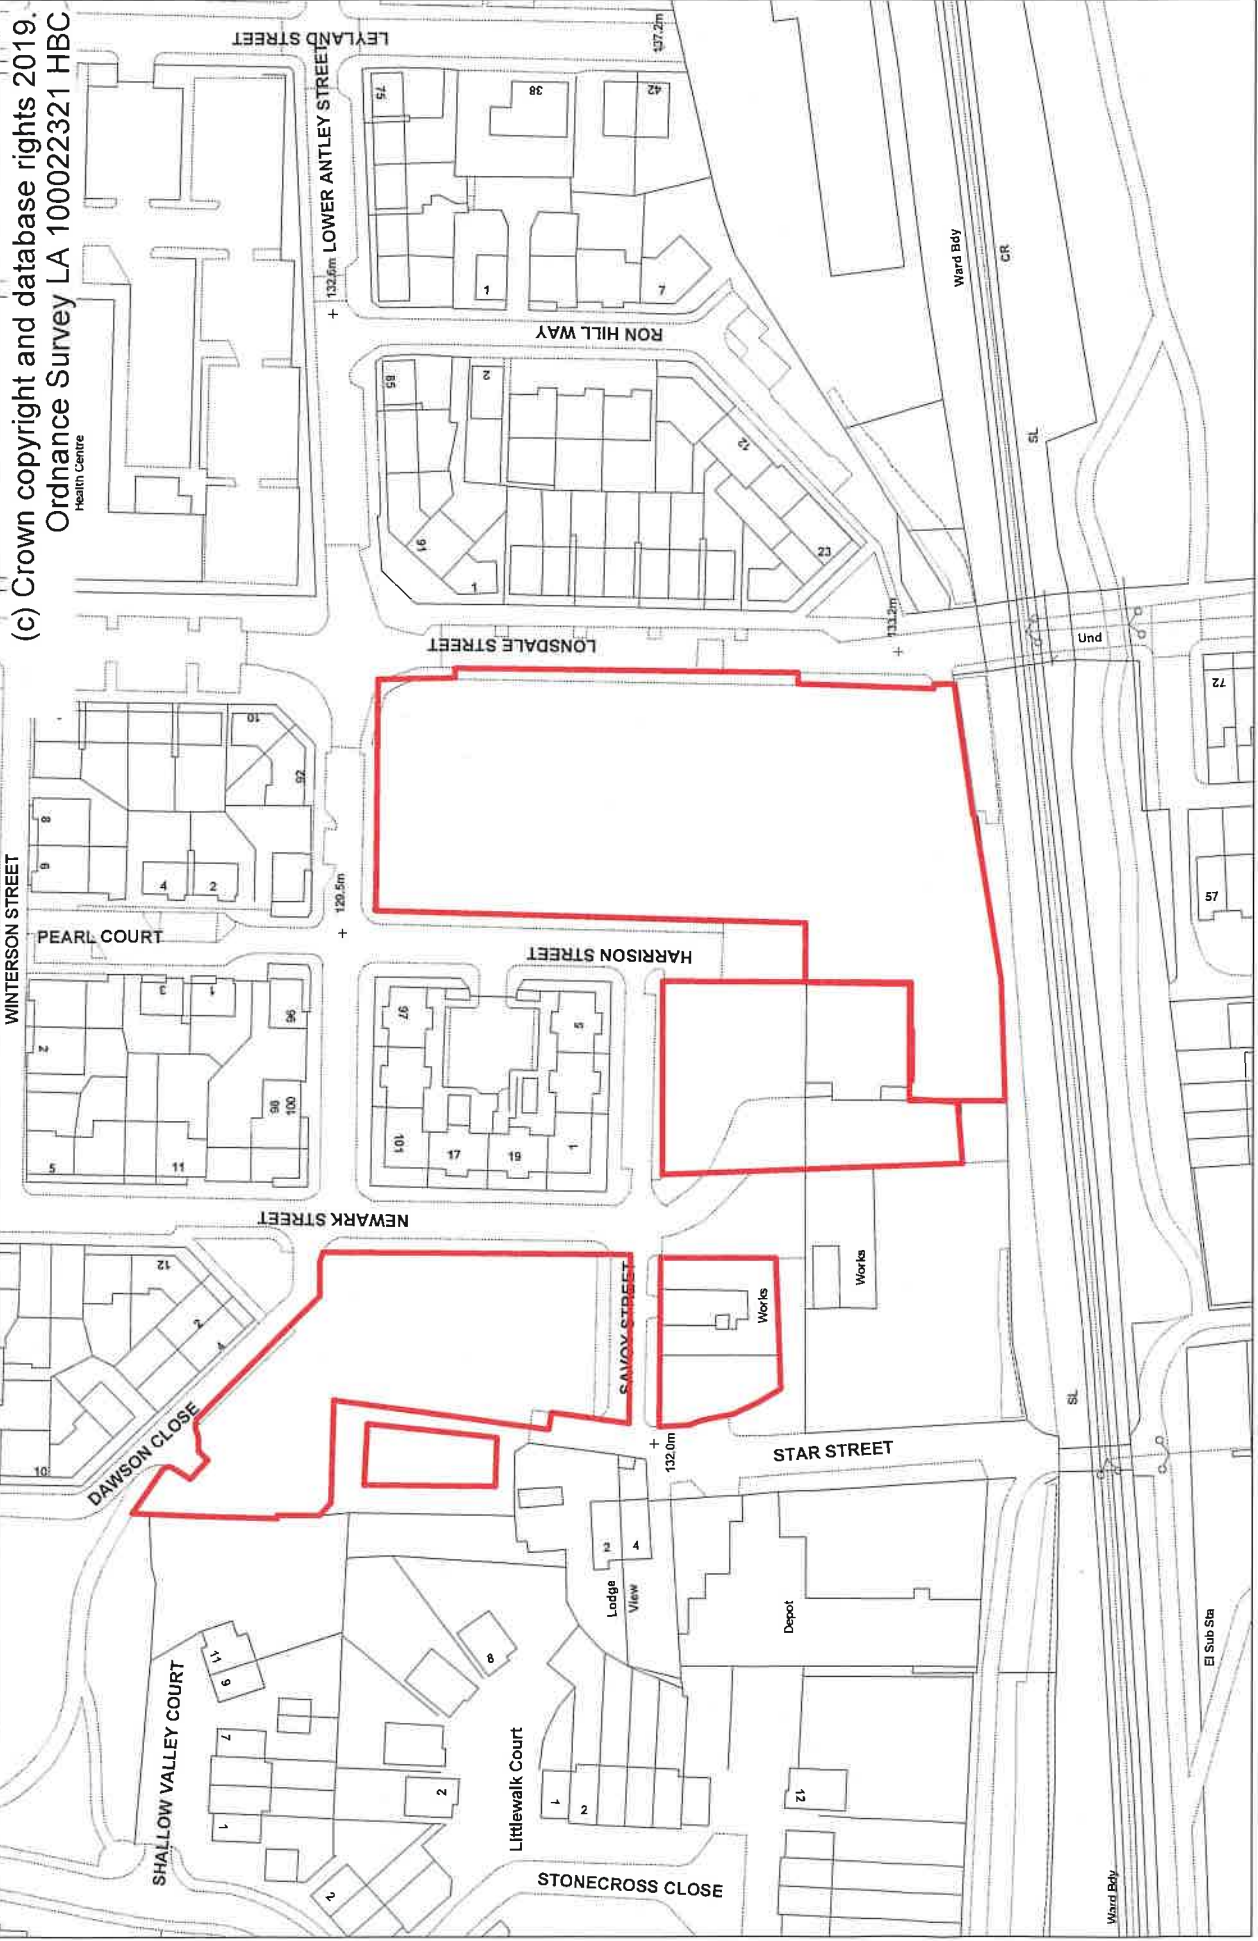 (c) Crown copyright and database rights 2019.
Ordnance Survey LA 100022321 HBC
Health Centre
LEYLAND STREET
LOWER ANTLEY STREET
137.2m
75
38
42
132.6m
1
7
RON HILL WAY
65
2
12
91
1
23
Ward Bdy
GR
SL
LONSDALE STREET
133.2m
Und
72
10
92
8
6
4
2
WINTERSON STREET
PEARL COURT
129.5m
57
HARRISON STREET
3
1
2
96
98
100
5
11
97
5
101
17
19
1
NEWARK STREET
12
2
4
10
DAWSON CLOSE
SAVOY STREET
Works
Works
132.0m
STAR STREET
SL
2
4
Lodge
View
Depot
El Sub Sta
11
9
8
SHALLOW VALLEY COURT
7
1
2
2
Littlewalk Court
1
2
12
STONECROSS CLOSE
Ward Bdy